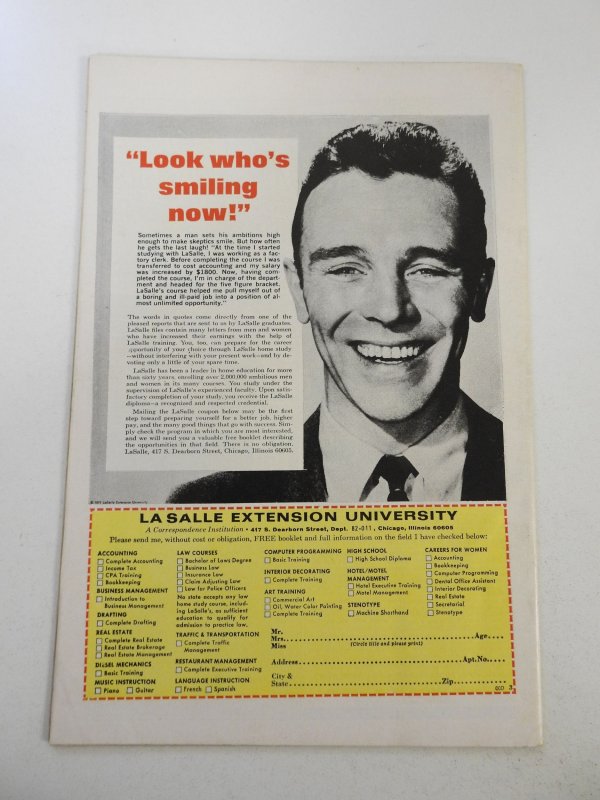 “Look who’s
smiling
now!”
Sometimes a man sets his ambitions high
enough to make skeptics smile. But how often
he gets the last laugh! “At the time I started
studying with LaSalle, I was working as a fac-
tory clerk. Before completing the course I was
transferred to cost accounting and my salary
was increased by $1800. Now, having com-
pleted the course, I’m in charge of the depart-
ment and headed for the five figure bracket.
LaSalle’s course helped me pull myself out of
a boring and ill-paid job into a position of al-
most unlimited opportunity.”
The words in quotes come directly from one of the
pleased reports that are sent to us by LaSalle graduates.
LaSalle files contain many letters from men and women
who have increased their earnings with the help of
LaSalle training. You, too, can prepare for the career
opportunity of your choice through LaSalle home study
—without interfering with your present work—and by de-
voting only a little of your spare time.
LaSalle has been a leader in home education for more
than sixty years, enrolling over 2,000,000 ambitious men
and women in its many courses. You study under the
supervision of LaSalle’s experienced faculty. Upon satis-
factory completion of your study, you receive the LaSalle
diploma—a recognized and respected credential.
Mailing the LaSalle coupon below may be the first
step toward preparing yourself for a better job, higher
pay, and the many good things that go with success. Sim-
ply check the program in which you are most interested,
and we will send you a valuable free booklet describing
the opportunities in that field. There is no obligation.
LaSalle, 417 S. Dearborn Street, Chicago, Illinois 60605.
LaSalle Extension University
LA SALLE EXTENSION UNIVERSITY
A Correspondence Institution • 417 S. Dearborn Street, Dept. 82-011, Chicago, Illinois 60605
Please send me, without cost or obligation, FREE booklet and full information on the field I have checked below:
ACCOUNTING
Complete Accounting
Income Tax
CPA Training
Bookkeeping
BUSINESS MANAGEMENT
Introduction to
Business Management
DRAFTING
Complete Drafting
REAL ESTATE
Complete Real Estate
Real Estate Brokerage
Real Estate Management
DIESEL MECHANICS
Basic Training
MUSIC INSTRUCTION
Piano Guitar
LAW COURSES
Bachelor of Laws Degree
Business Law
Insurance Law
Claim Adjusting Law
Law for Police Officers
No state accepts any law
home study course, includ-
ing LaSalle’s, as sufficient
education to qualify for
admission to practice law.
TRAFFIC & TRANSPORTATION
Complete Traffic
Management
RESTAURANT MANAGEMENT
Complete Executive Training
LANGUAGE INSTRUCTION
French Spanish
COMPUTER PROGRAMMING
Basic Training
INTERIOR DECORATING
Complete Training
ART TRAINING
Commercial Art
Oil, Water Color Painting
Complete Training
HIGH SCHOOL
High School Diploma
HOTEL/MOTEL
MANAGEMENT
Hotel Executive Training
Motel Management
STENOTYPE
Machine Shorthand
CAREERS FOR WOMEN
Accounting
Bookkeeping
Computer Programming
Dental Office Assistant
Interior Decorating
Real Estate
Secretarial
Stenotype
Mr.
Mrs. Age
Miss (Circle title and please print)
Address Apt. No.
City &
State Zip